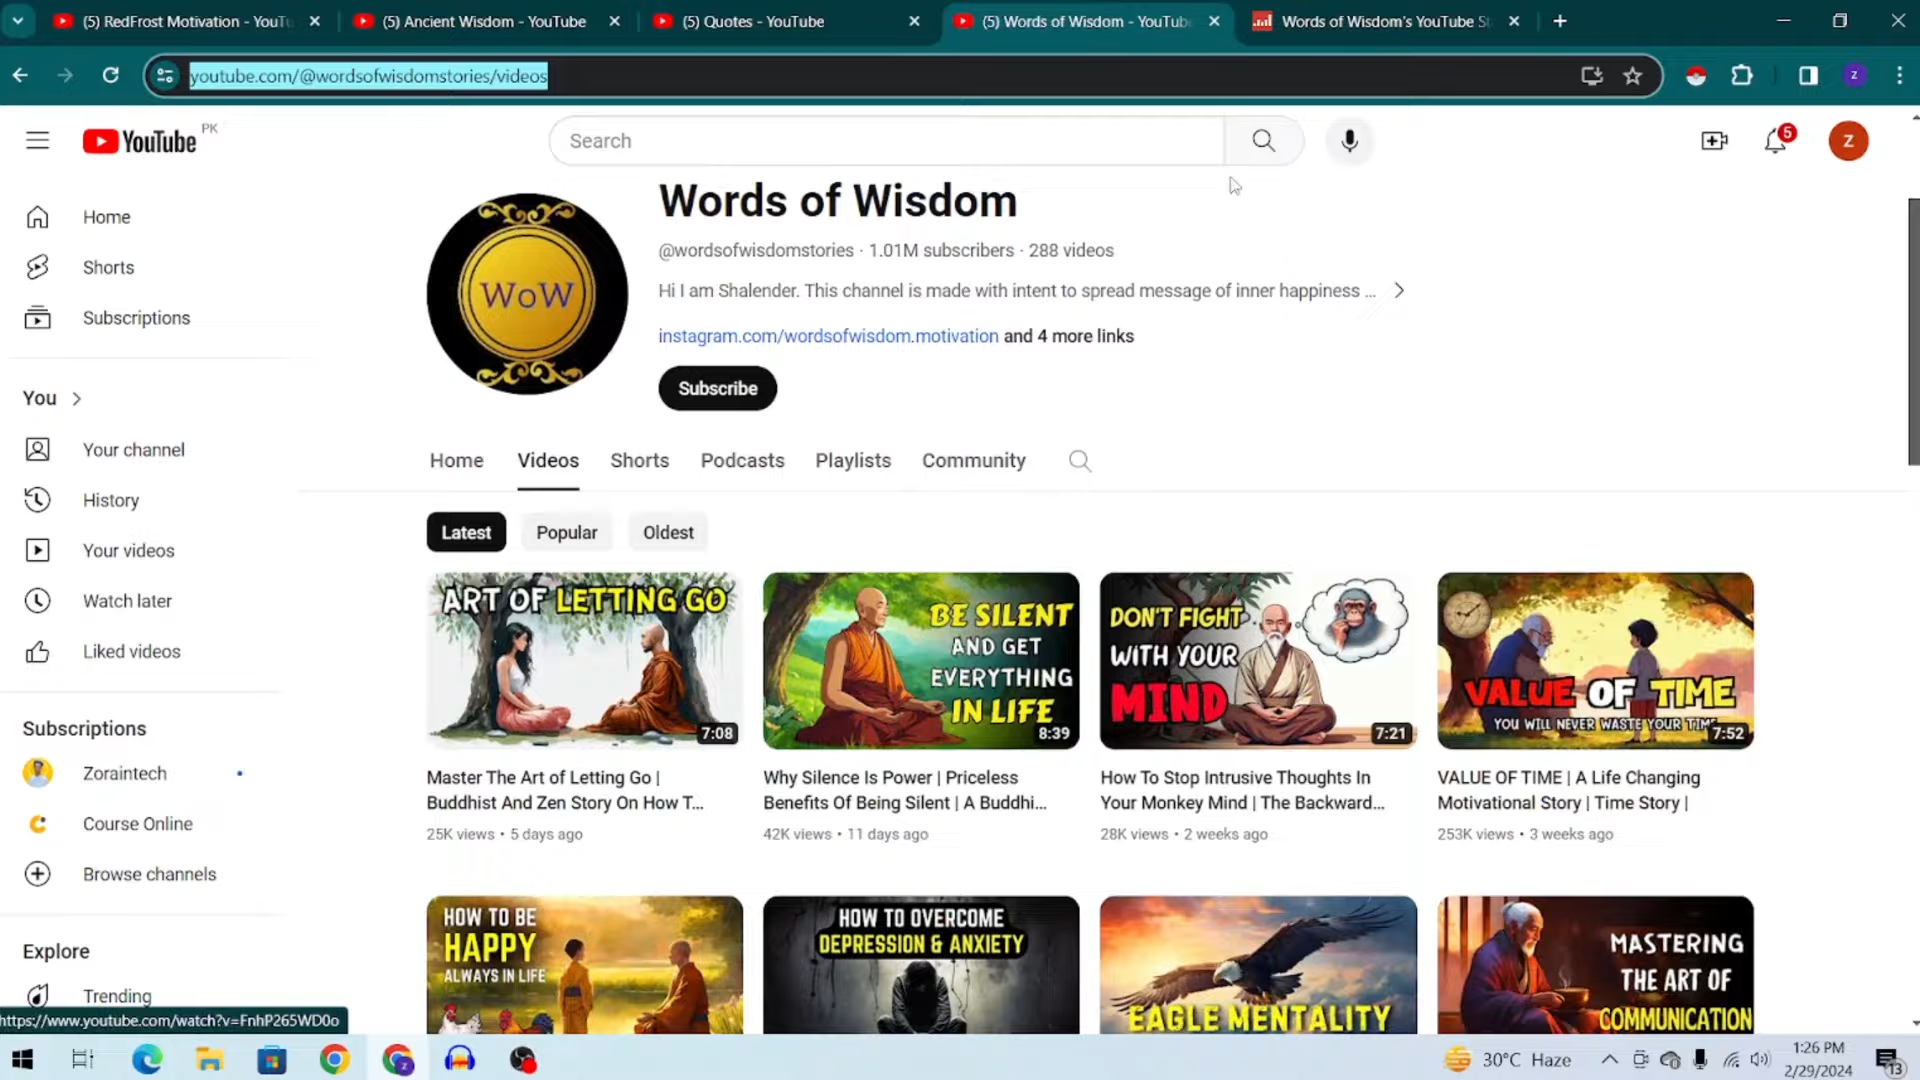 (5) RedFrost Motivation - YouTu
(5) Ancient Wisdom - YouTube
(5) Quotes - YouTube
(5) Words of Wisdom - YouTube
Words of Wisdom's YouTube St
youtube.com/@wordsofwisdomstories/videos
z
YouTube
PK
Search
5
Z
Home
Shorts
Subscriptions
You
Your channel
History
Your videos
Watch later
Liked videos
Subscriptions
Zoraintech
Course Online
Browse channels
Explore
Trending
https://www.youtube.com/watch?v=FnhP265WD0o
WoW
Words of Wisdom
@wordsofwisdomstories · 1.01M subscribers · 288 videos
Hi I am Shalender. This channel is made with intent to spread message of inner happiness ...
instagram.com/wordsofwisdom.motivation and 4 more links
Subscribe
Home
Videos
Shorts
Podcasts
Playlists
Community
Latest
Popular
Oldest
ART OF LETTING GO
7:08
Master The Art of Letting Go |
Buddhist And Zen Story On How T...
25K views • 5 days ago
BE SILENT
AND GET
EVERYTHING
IN LIFE
8:39
Why Silence Is Power | Priceless
Benefits Of Being Silent | A Buddhi...
42K views • 11 days ago
DON'T FIGHT
WITH YOUR
MIND
7:21
How To Stop Intrusive Thoughts In
Your Monkey Mind | The Backward...
28K views • 2 weeks ago
VALUE OF TIME
YOU WILL NEVER WASTE YOUR TIME
7:52
VALUE OF TIME | A Life Changing
Motivational Story | Time Story |
253K views • 3 weeks ago
HOW TO BE
HAPPY
ALWAYS IN LIFE
HOW TO OVERCOME
DEPRESSION & ANXIETY
EAGLE MENTALITY
MASTERING
THE ART OF
COMMUNICATION
30°C Haze
1:26 PM
2/29/2024
13